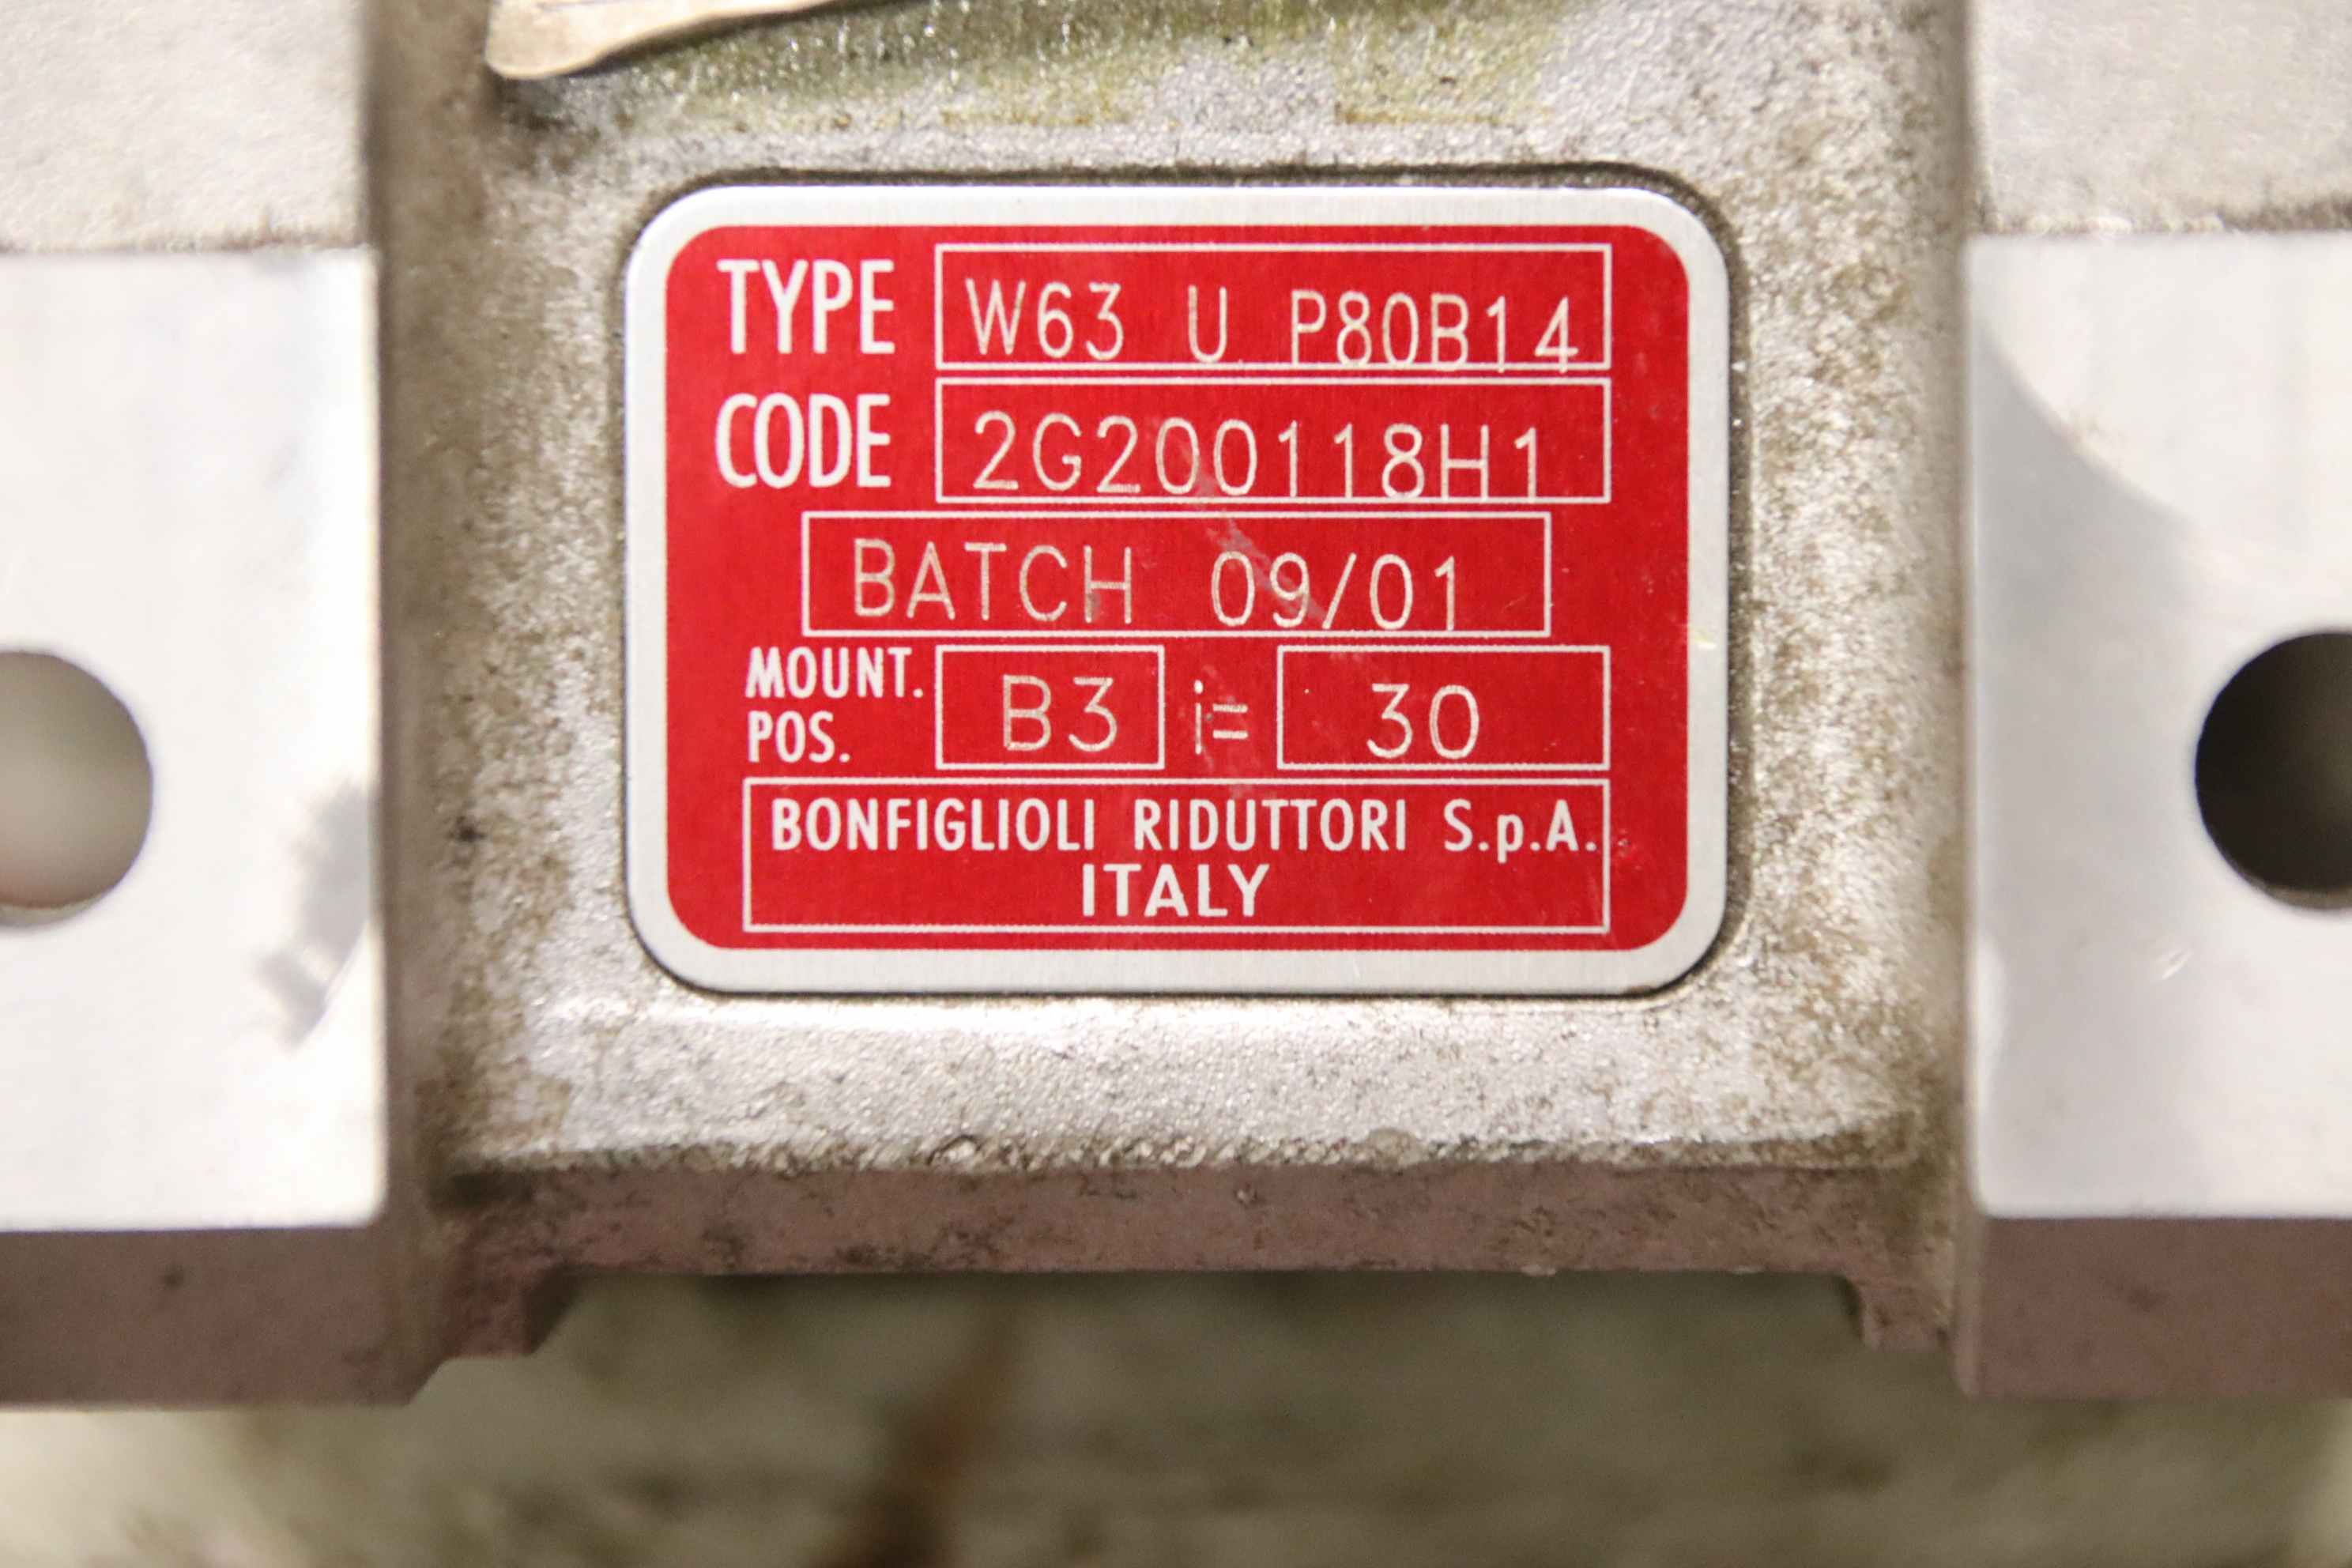 TYPE W63 U P80B14
CODE 2G200118H1
BATCH 09/01
MOUNT. POS. B3 i= 30
BONFIGLIOLI RIDUTTORI S.p.A.
ITALY